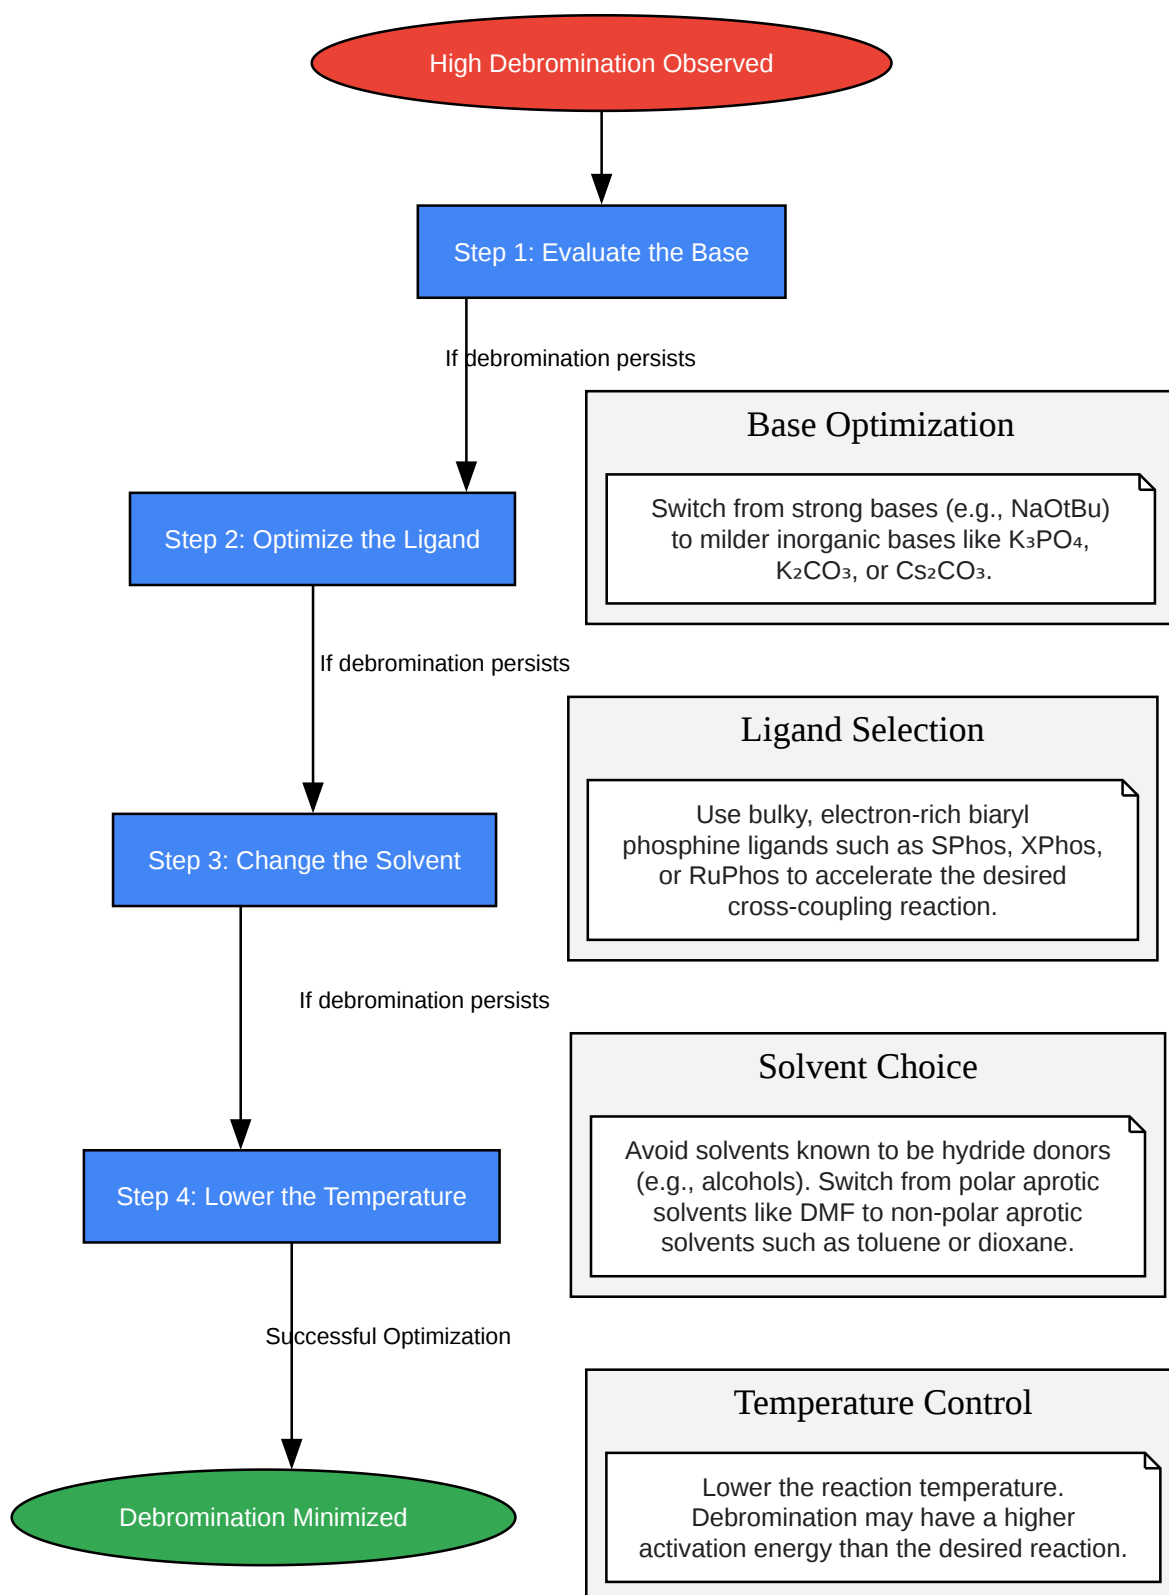 High Debromination Observed
Step 1: Evaluate the Base
If debromination persists
Base Optimization
Switch from strong bases (e.g., NaOtBu)
to milder inorganic bases like K₃PO₄,
K₂CO₃, or Cs₂CO₃.
Step 2: Optimize the Ligand
If debromination persists
Ligand Selection
Use bulky, electron-rich biaryl
phosphine ligands such as SPhos, XPhos,
or RuPhos to accelerate the desired
cross-coupling reaction.
Step 3: Change the Solvent
If debromination persists
Solvent Choice
Avoid solvents known to be hydride donors
(e.g., alcohols). Switch from polar aprotic
solvents like DMF to non-polar aprotic
solvents such as toluene or dioxane.
Step 4: Lower the Temperature
Successful Optimization
Temperature Control
Lower the reaction temperature.
Debromination may have a higher
activation energy than the desired reaction.
Debromination Minimized